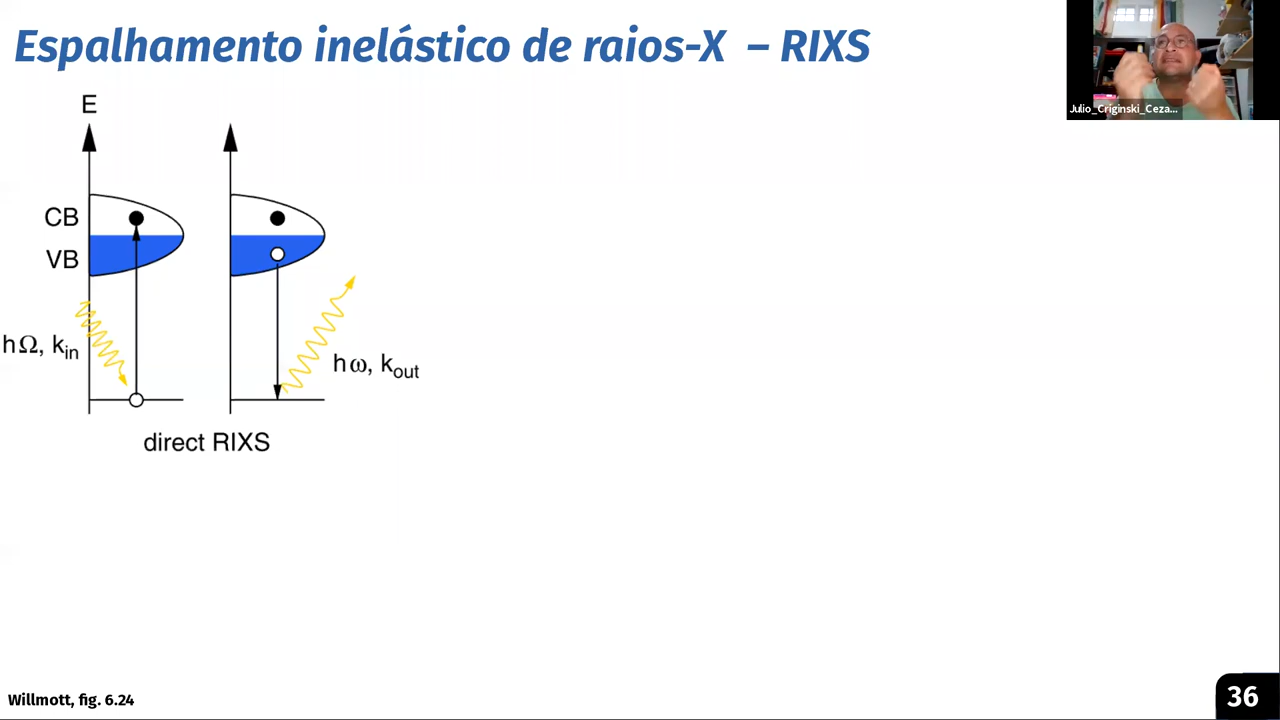 Espalhamento inelástico de raios-X – RIXS
Julio_Criginski_Ceza...
E
CB
VB
hΩ, kin
hω, kout
direct RIXS
Willmott, fig. 6.24
36